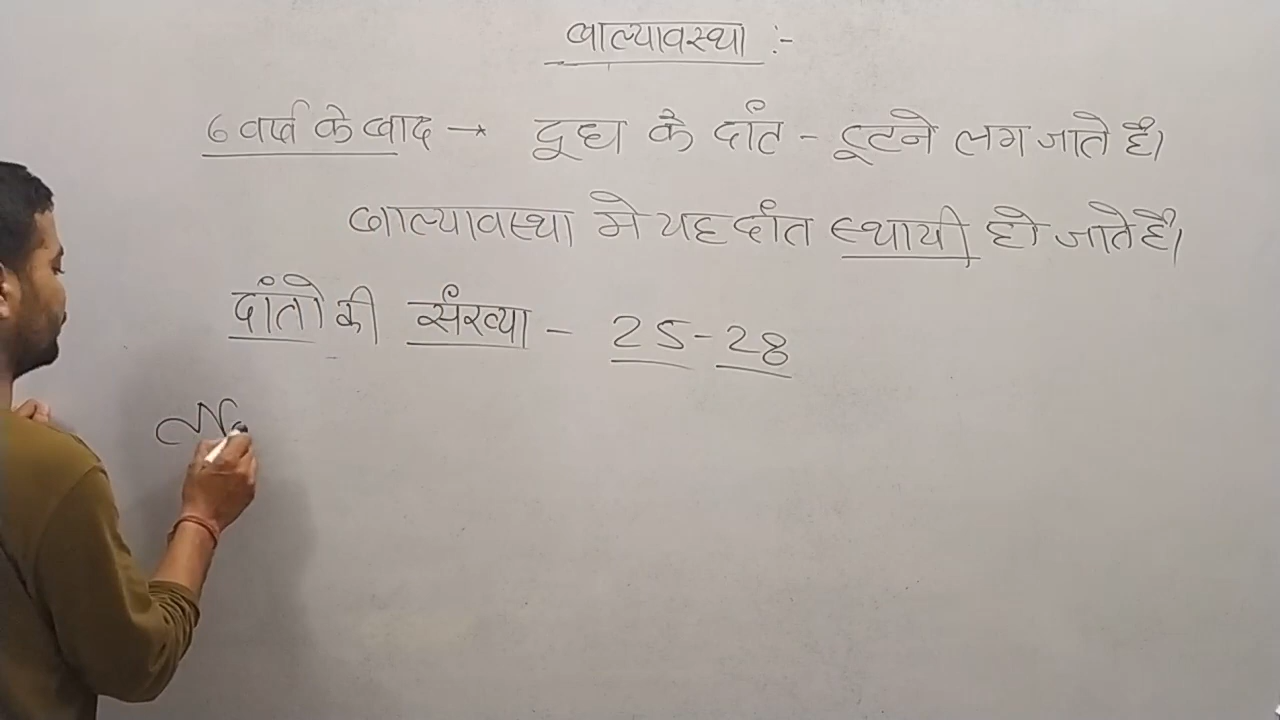 बाल्यावस्था :-
6 वर्ष के बाद → दूध के दाँत - टूटने लग जाते हैं।
बाल्यावस्था मे यह दाँत स्थायी हो जाते हैं।
दांतो की संख्या - 25-28